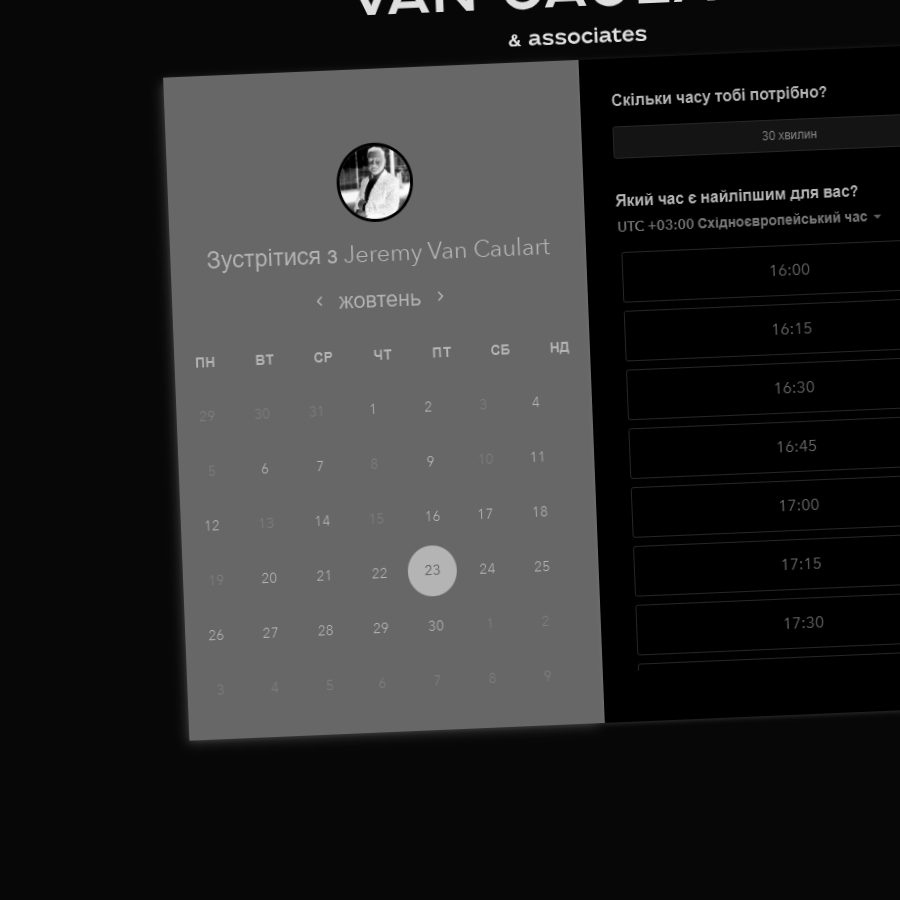 & associates
Зустрітися з Jeremy Van Caulart
‹ жовтень ›
ПН ВТ СР ЧТ ПТ СБ НД
29 30 31 1 2 3 4
5 6 7 8 9 10 11
12 13 14 15 16 17 18
19 20 21 22 23 24 25
26 27 28 29 30 1 2
3 4 5 6 7 8 9
Скільки часу тобі потрібно?
30 хвилин
Який час є найліпшим для вас?
UTC +03:00 Східноєвропейський час
16:00
16:15
16:30
16:45
17:00
17:15
17:30